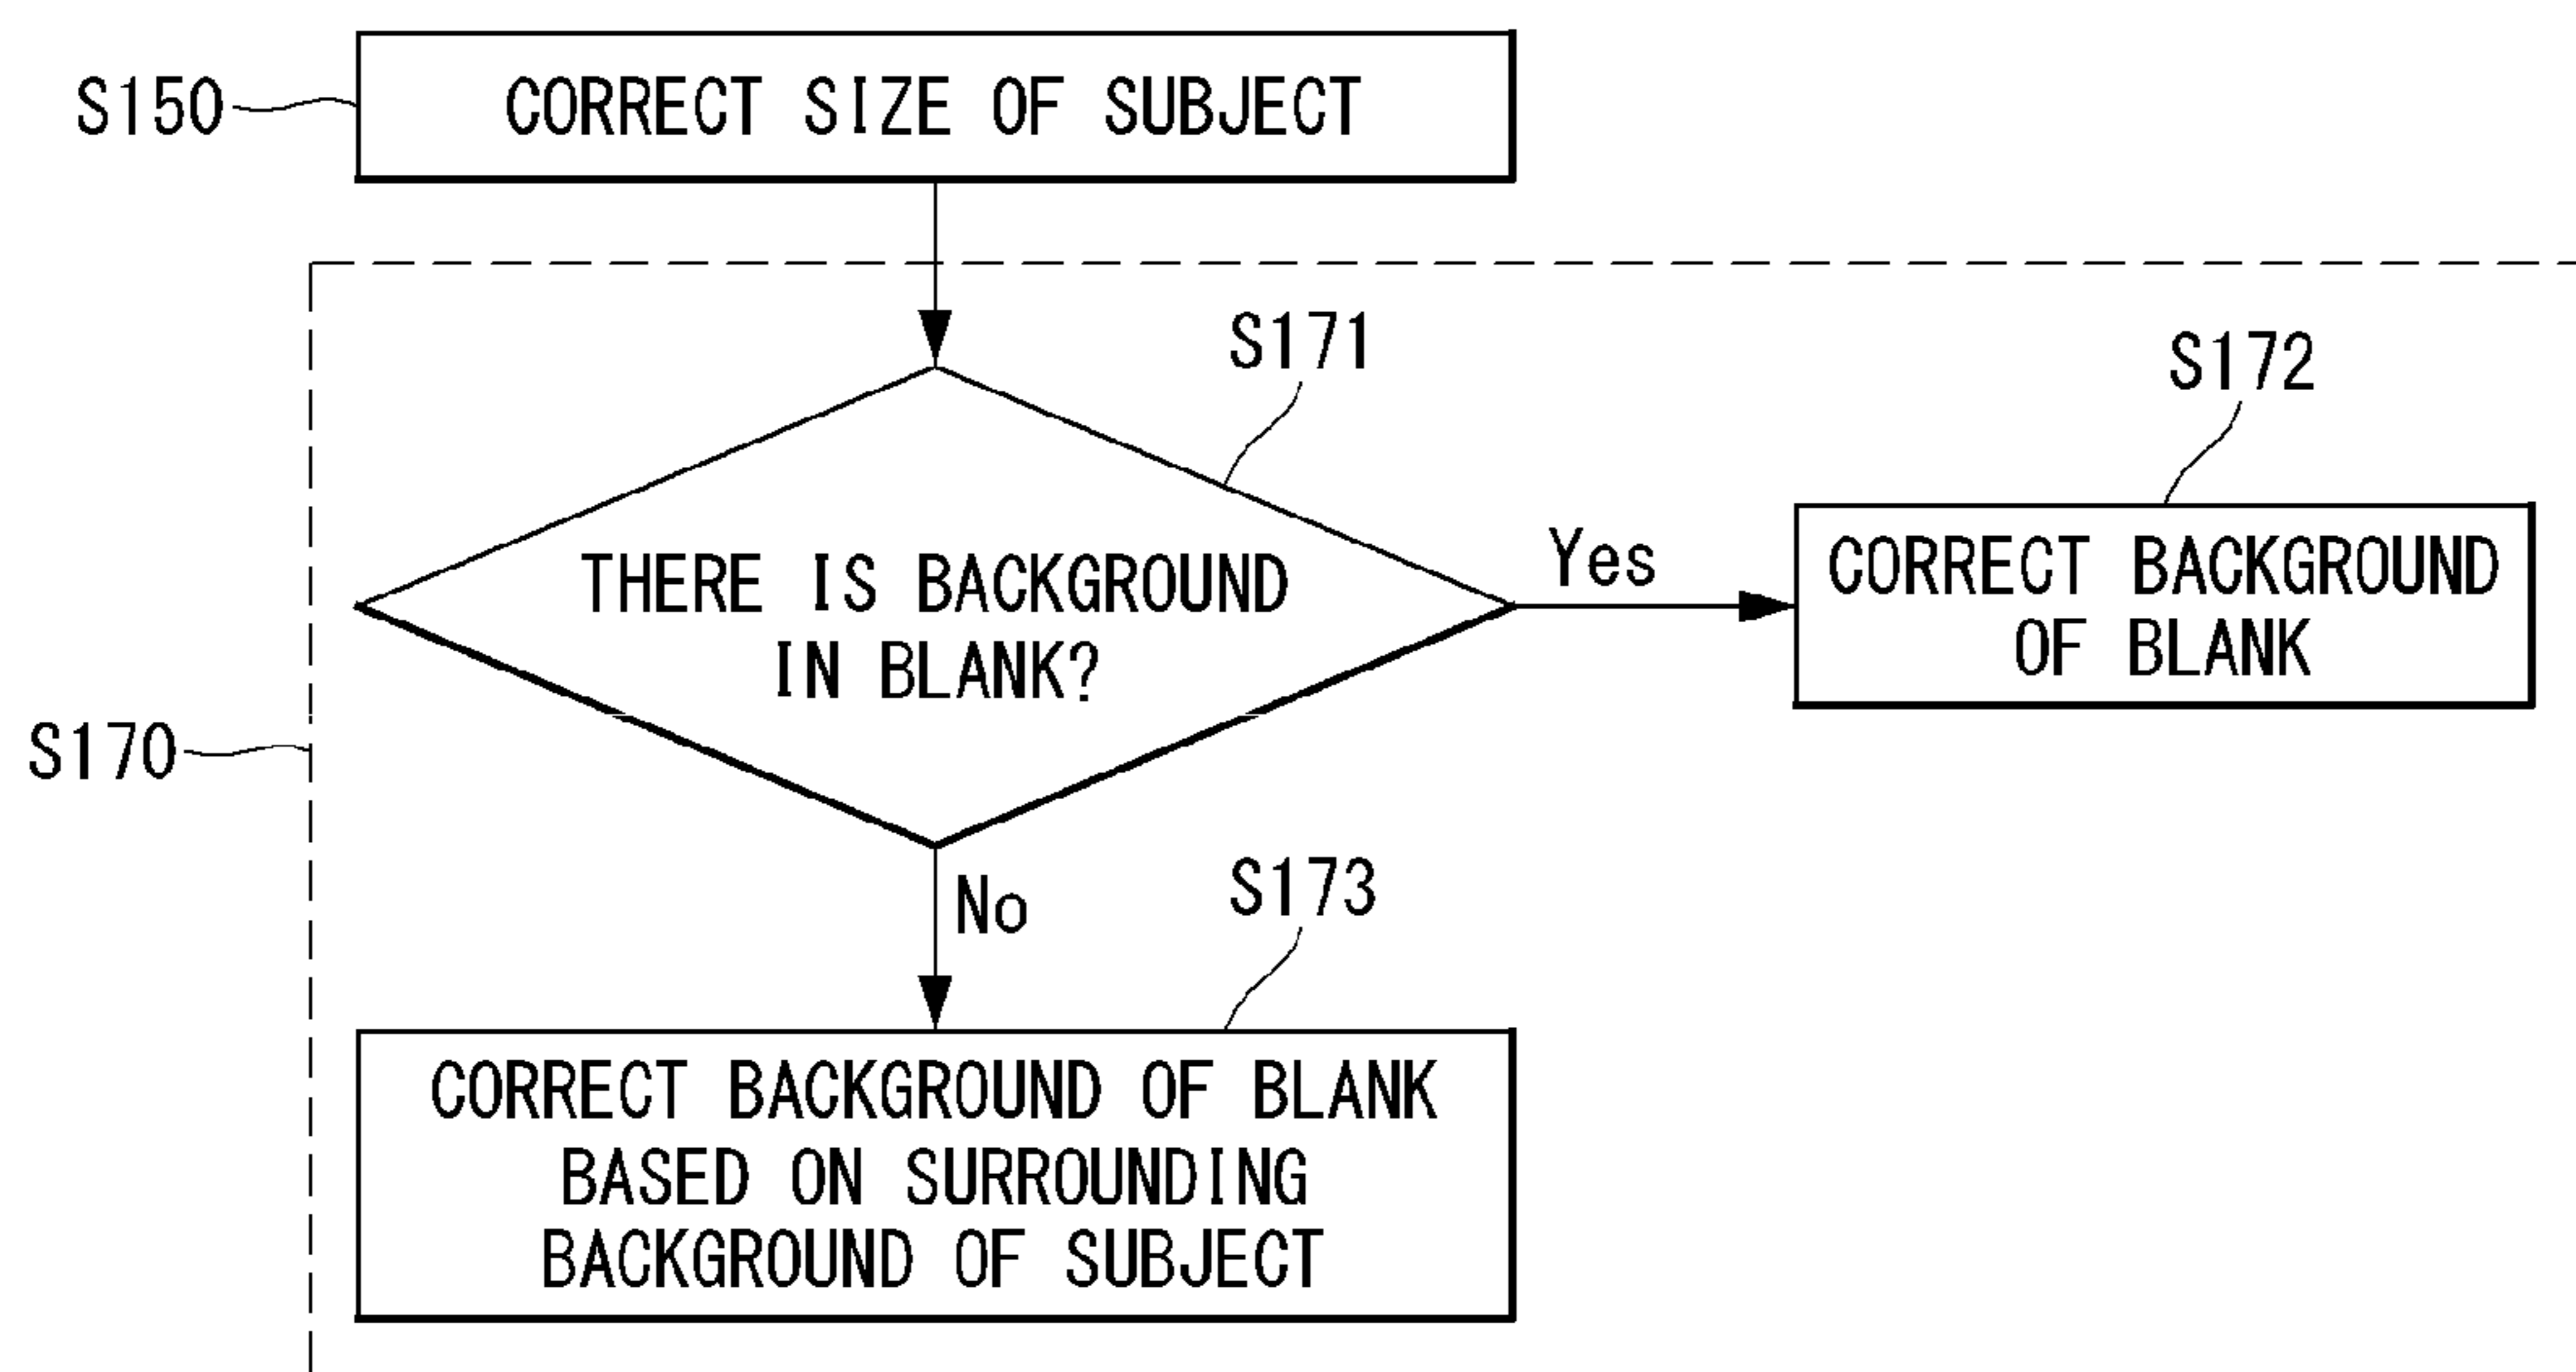 S150
CORRECT SIZE OF SUBJECT
S171
S172
THERE IS BACKGROUND
IN BLANK?
Yes
CORRECT BACKGROUND
OF BLANK
S170
No
S173
CORRECT BACKGROUND OF BLANK
BASED ON SURROUNDING
BACKGROUND OF SUBJECT